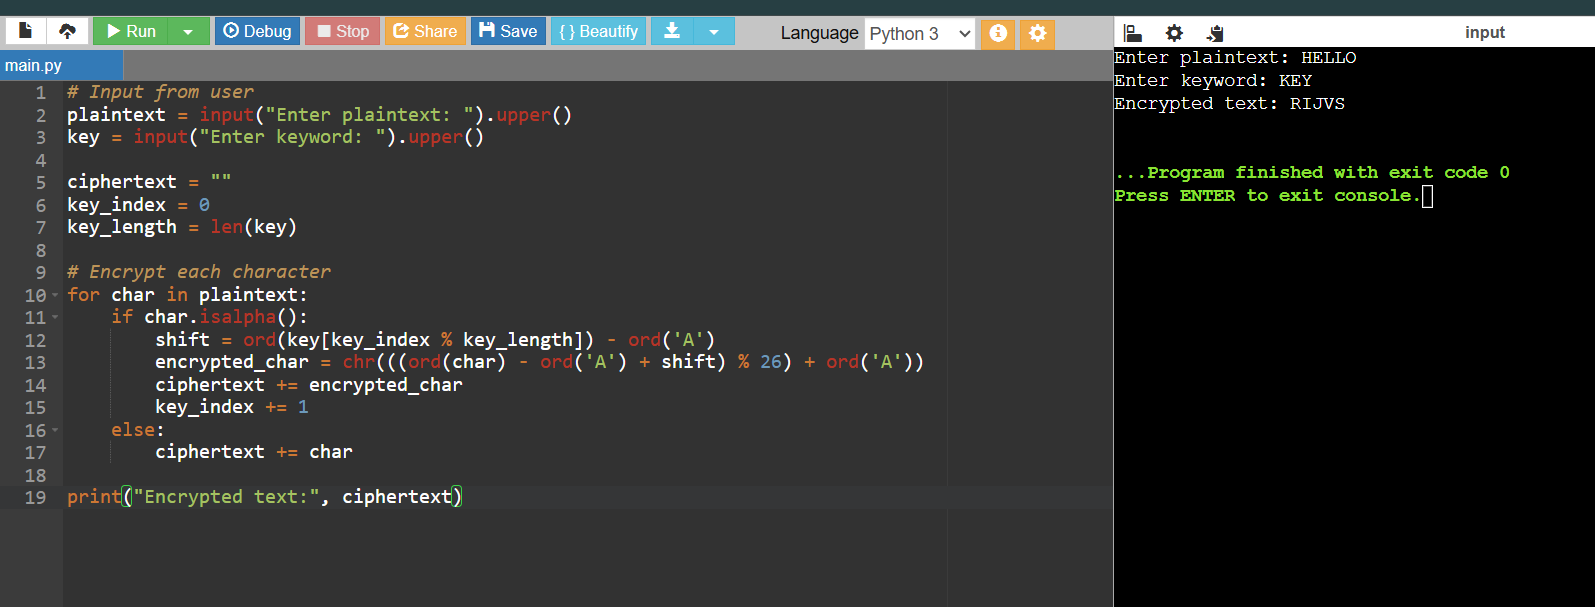 Run Debug Stop Share Save { } Beautify Language Python 3 i
main.py
1 # Input from user
2 plaintext = input("Enter plaintext: ").upper()
3 key = input("Enter keyword: ").upper()
4
5 ciphertext = ""
6 key_index = 0
7 key_length = len(key)
8
9 # Encrypt each character
10 for char in plaintext:
11     if char.isalpha():
12         shift = ord(key[key_index % key_length]) - ord('A')
13         encrypted_char = chr(((ord(char) - ord('A') + shift) % 26) + ord('A'))
14         ciphertext += encrypted_char
15         key_index += 1
16     else:
17         ciphertext += char
18
19 print("Encrypted text:", ciphertext)
input
Enter plaintext: HELLO
Enter keyword: KEY
Encrypted text: RIJVS
...Program finished with exit code 0
Press ENTER to exit console.